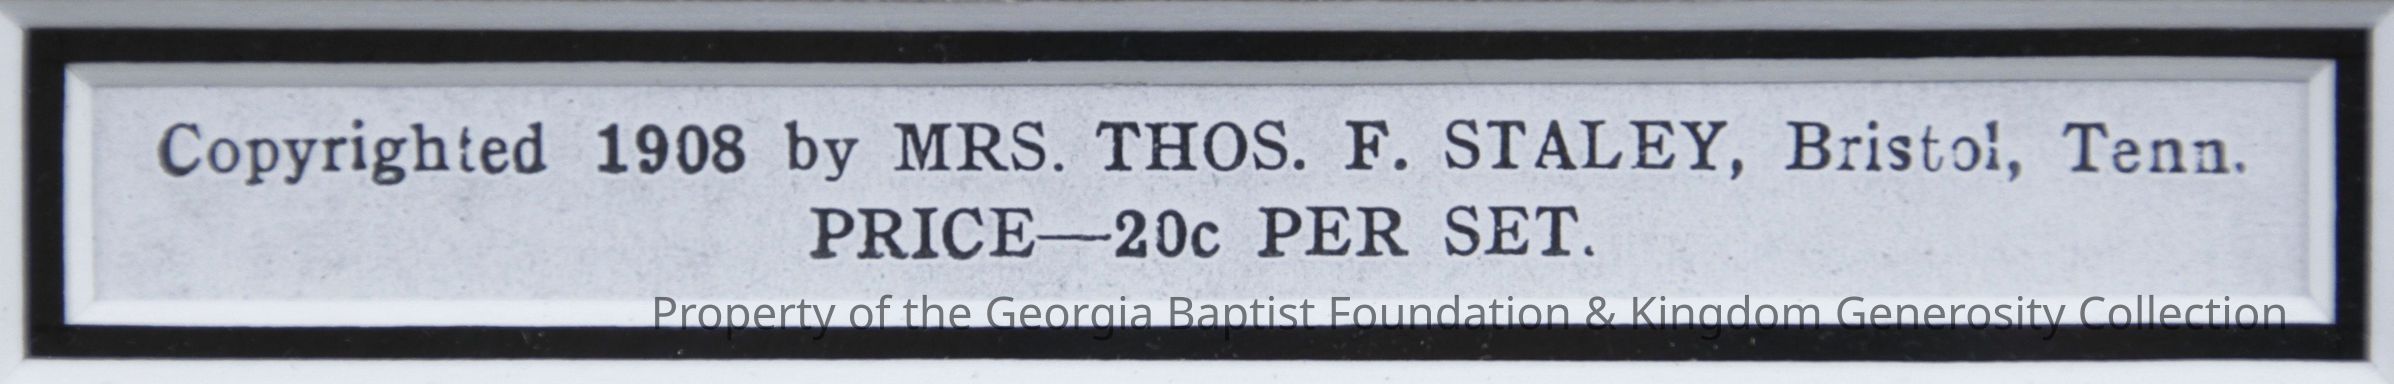 Copyrighted 1908 by MRS. THOS. F. STALEY, Bristol, Tenn.
PRICE—20c PER SET.
Property of the Georgia Baptist Foundation & Kingdom Generosity Collection